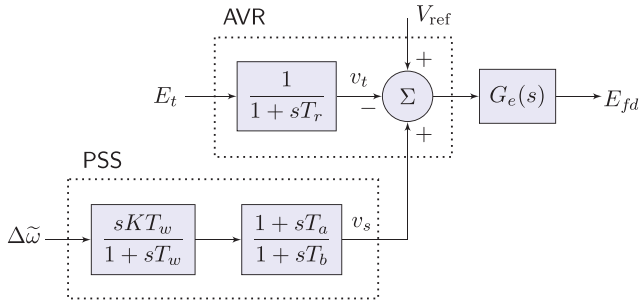 AVR
V_ref
E_t
1 / (1 + sT_r)
v_t
+
−
Σ
+
G_e(s)
E_fd
PSS
Δω̃
sKT_w / (1 + sT_w)
(1 + sT_a) / (1 + sT_b)
v_s